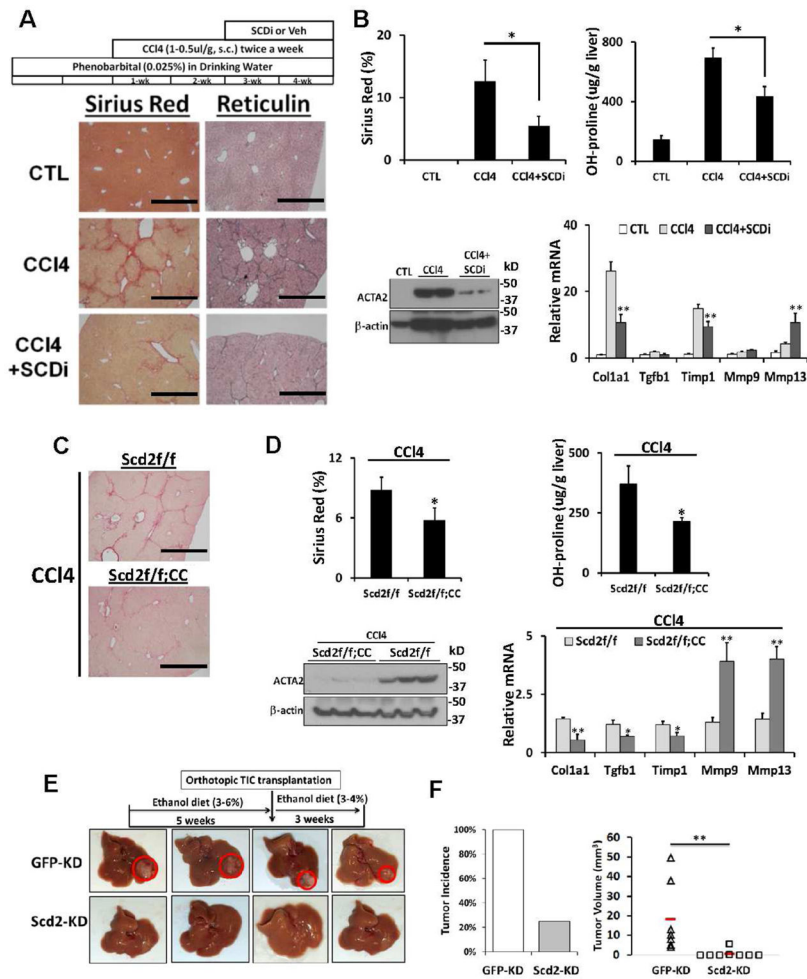 A
SCDi or Veh
CCl4 (1-0.5ul/g, s.c.) twice a week
Phenobarbital (0.025%) in Drinking Water
1-wk 2-wk 3-wk 4-wk
Sirius Red Reticulin
CTL
CCl4
CCl4
+SCDi
B
Sirius Red (%)
20
10
0
*
CTL CCl4 CCl4+SCDi
OH-proline (ug/g liver)
800
400
0
*
CTL CCl4 CCl4+SCDi
CTL CCl4 CCl4+
SCDi kD
ACTA2
-50
-37
β-actin
-50
-37
Relative mRNA
40
20
0
CTL CCl4 CCl4+SCDi
** ** **
Col1a1 Tgfb1 Timp1 Mmp9 Mmp13
C
Scd2f/f
CCl4
Scd2f/f;CC
D
CCl4
Sirius Red (%)
12
6
0
*
Scd2f/f Scd2f/f;CC
CCl4
OH-proline (ug/g liver)
500
250
0
*
Scd2f/f Scd2f/f;CC
CCl4
Scd2f/f;CC Scd2f/f kD
ACTA2
-50
-37
β-actin
-50
-37
CCl4
Scd2f/f Scd2f/f;CC
Relative mRNA
5
2.5
0
** * * ** **
Col1a1 Tgfb1 Timp1 Mmp9 Mmp13
E
Orthotopic TIC transplantation
Ethanol diet (3-6%) Ethanol diet (3-4%)
5 weeks 3 weeks
GFP-KD
Scd2-KD
F
Tumor Incidence
100%
80%
60%
40%
20%
0%
GFP-KD Scd2-KD
Tumor Volume (mm³)
60
50
40
30
20
10
0
**
GFP-KD Scd2-KD